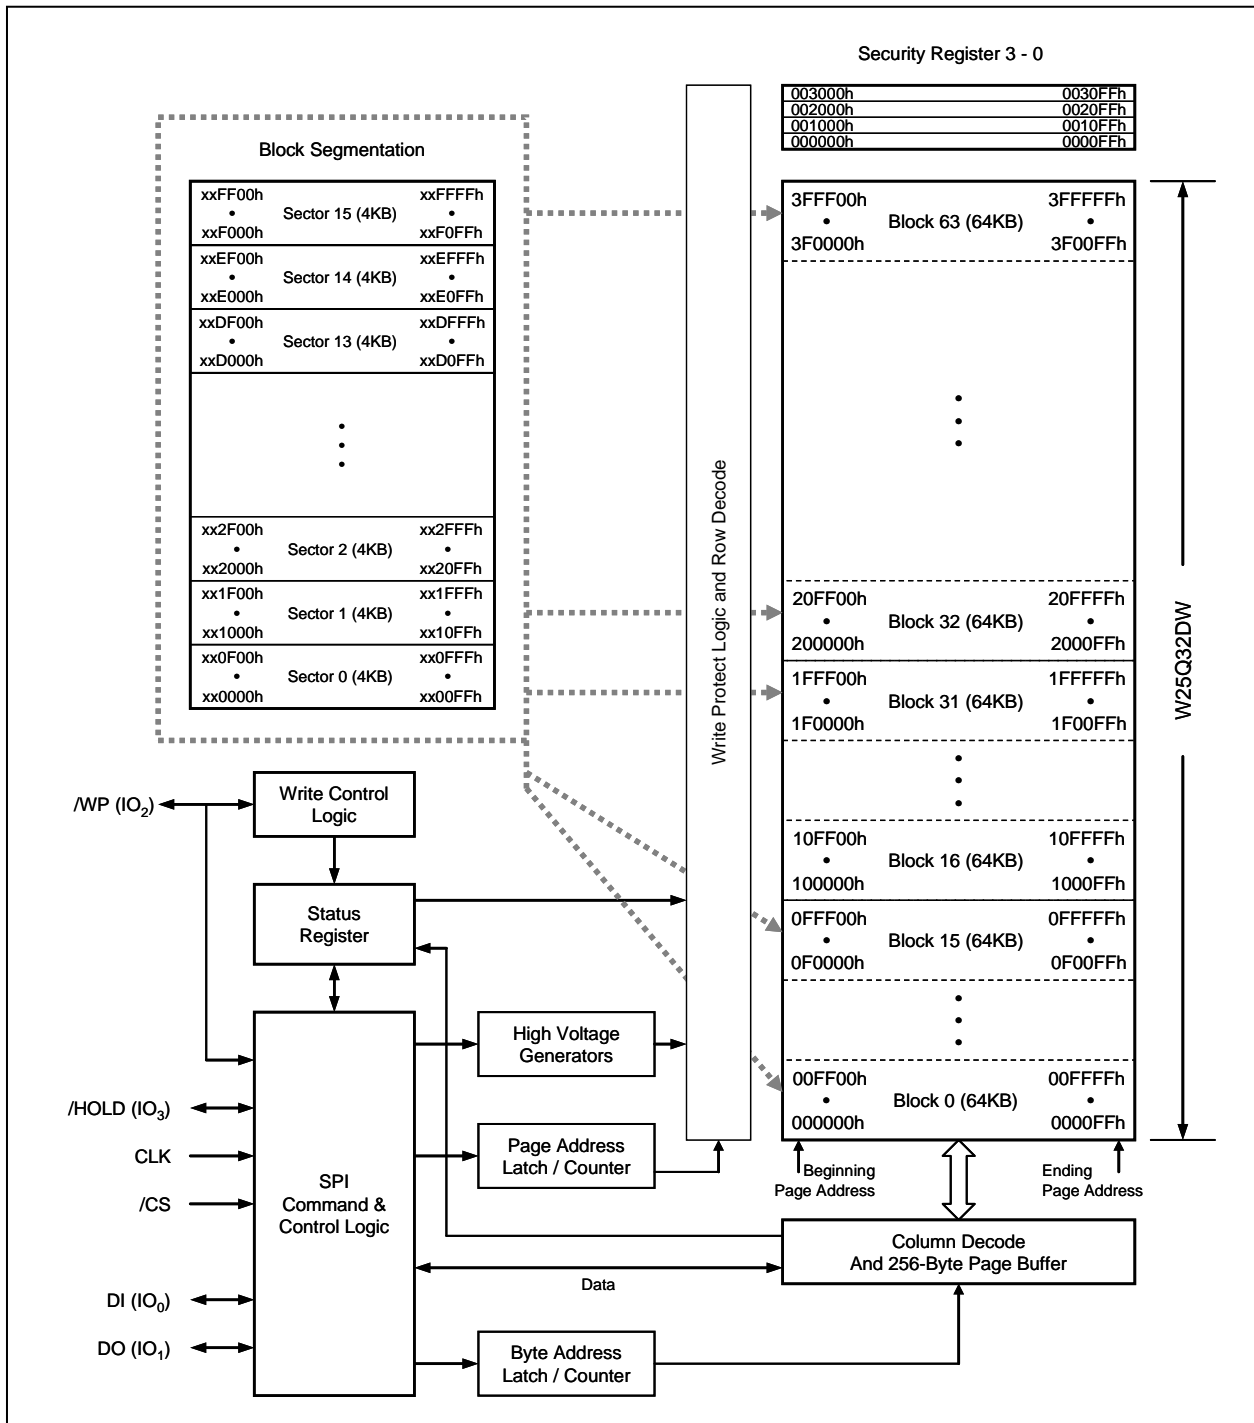 Security Register 3 - 0
003000h 0030FFh
002000h 0020FFh
001000h 0010FFh
000000h 0000FFh
Block Segmentation
xxFF00h xxFFFFh
Sector 15 (4KB)
xxF000h xxF0FFh
xxEF00h xxEFFFh
Sector 14 (4KB)
xxE000h xxE0FFh
xxDF00h xxDFFFh
Sector 13 (4KB)
xxD000h xxD0FFh
xx2F00h xx2FFFh
Sector 2 (4KB)
xx2000h xx20FFh
xx1F00h xx1FFFh
Sector 1 (4KB)
xx1000h xx10FFh
xx0F00h xx0FFFh
Sector 0 (4KB)
xx0000h xx00FFh
Write Protect Logic and Row Decode
3FFF00h 3FFFFFh
Block 63 (64KB)
3F0000h 3F00FFh
20FF00h 20FFFFh
Block 32 (64KB)
200000h 2000FFh
1FFF00h 1FFFFFh
Block 31 (64KB)
1F0000h 1F00FFh
10FF00h 10FFFFh
Block 16 (64KB)
100000h 1000FFh
0FFF00h 0FFFFFh
Block 15 (64KB)
0F0000h 0F00FFh
00FF00h 00FFFFh
Block 0 (64KB)
000000h 0000FFh
W25Q32DW
Beginning
Page Address
Ending
Page Address
/WP (IO2)
Write Control
Logic
Status
Register
High Voltage
Generators
/HOLD (IO3)
CLK
/CS
DI (IO0)
DO (IO1)
SPI
Command &
Control Logic
Page Address
Latch / Counter
Column Decode
And 256-Byte Page Buffer
Data
Byte Address
Latch / Counter